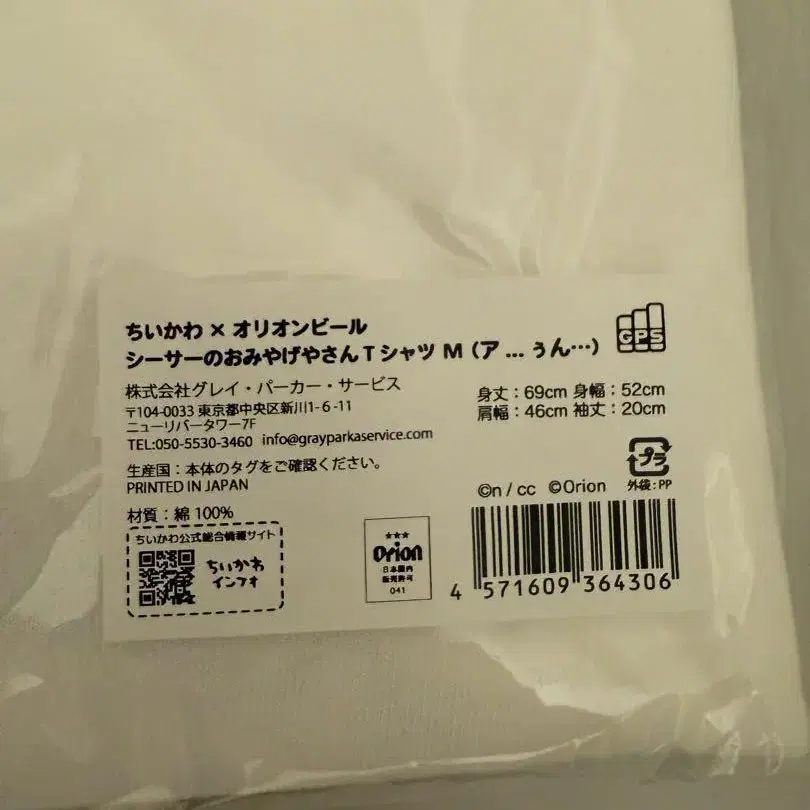 ちいかわ × オリオンビール
シーサーのおみやげやさんTシャツ M（ア … ぅん…）
GPS
株式会社グレイ・パーカー・サービス
〒104-0033 東京都中央区新川1-6-11
ニューリバータワー7F
TEL:050-5530-3460 info@grayparkaservice.com
身丈：69cm 身幅：52cm
肩幅：46cm 袖丈：20cm
生産国：本体のタグをご確認ください。
PRINTED IN JAPAN
プラ
外袋：PP
©n / cc ©Orion
材質：綿 100%
ちいかわ公式総合情報サイト
ちいかわ
インフォ
★★★
Orion
日本国内
販売許可
041
4 571609 364306